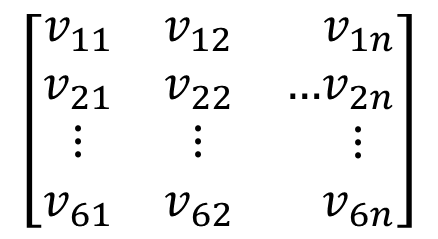 v₁₁ v₁₂ v₁ₙ
v₂₁ v₂₂ ...v₂ₙ
⋮ ⋮ ⋮
v₆₁ v₆₂ v₆ₙ